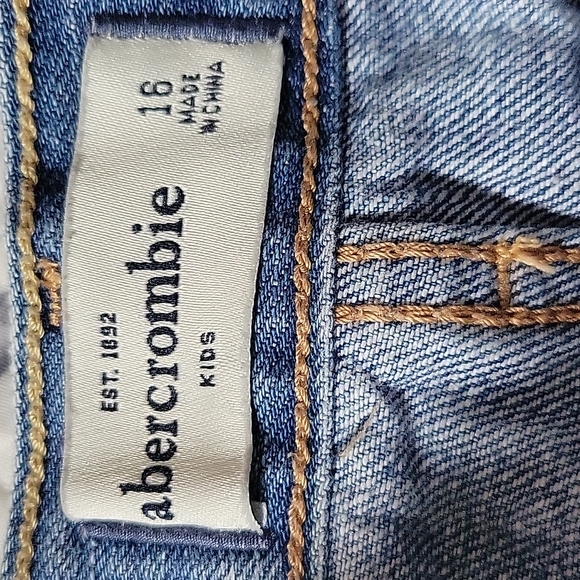 EST. 1892
abercrombie
KIDS
16
MADE
IN CHINA